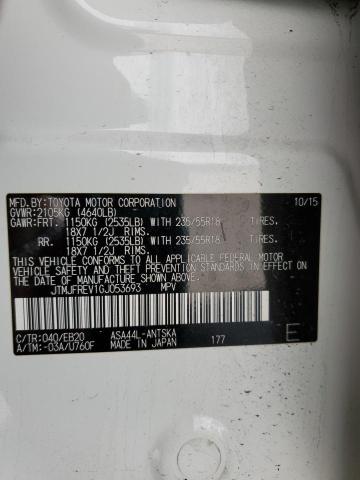 MFD.BY:TOYOTA MOTOR CORPORATION 10/15
GVWR:2105KG (4640LB)
GAWR:FRT. 1150KG (2535LB) WITH 235/55R18 TIRES,
18X7 1/2J RIMS.
RR. 1150KG (2535LB) WITH 235/55R18 TIRES,
18X7 1/2J RIMS.
THIS VEHICLE CONFORMS TO ALL APPLICABLE
FEDERAL MOTOR VEHICLE SAFETY
STANDARDS IN EFFECT ON THE DATE
OF MANUFACTURE SHOWN ABOVE.
JTMJFREV1GJ053693 MPV
C/TR:040/EB20 ASA44L-ANTSKA E
A/TM:-03A/U760F MADE IN JAPAN 177